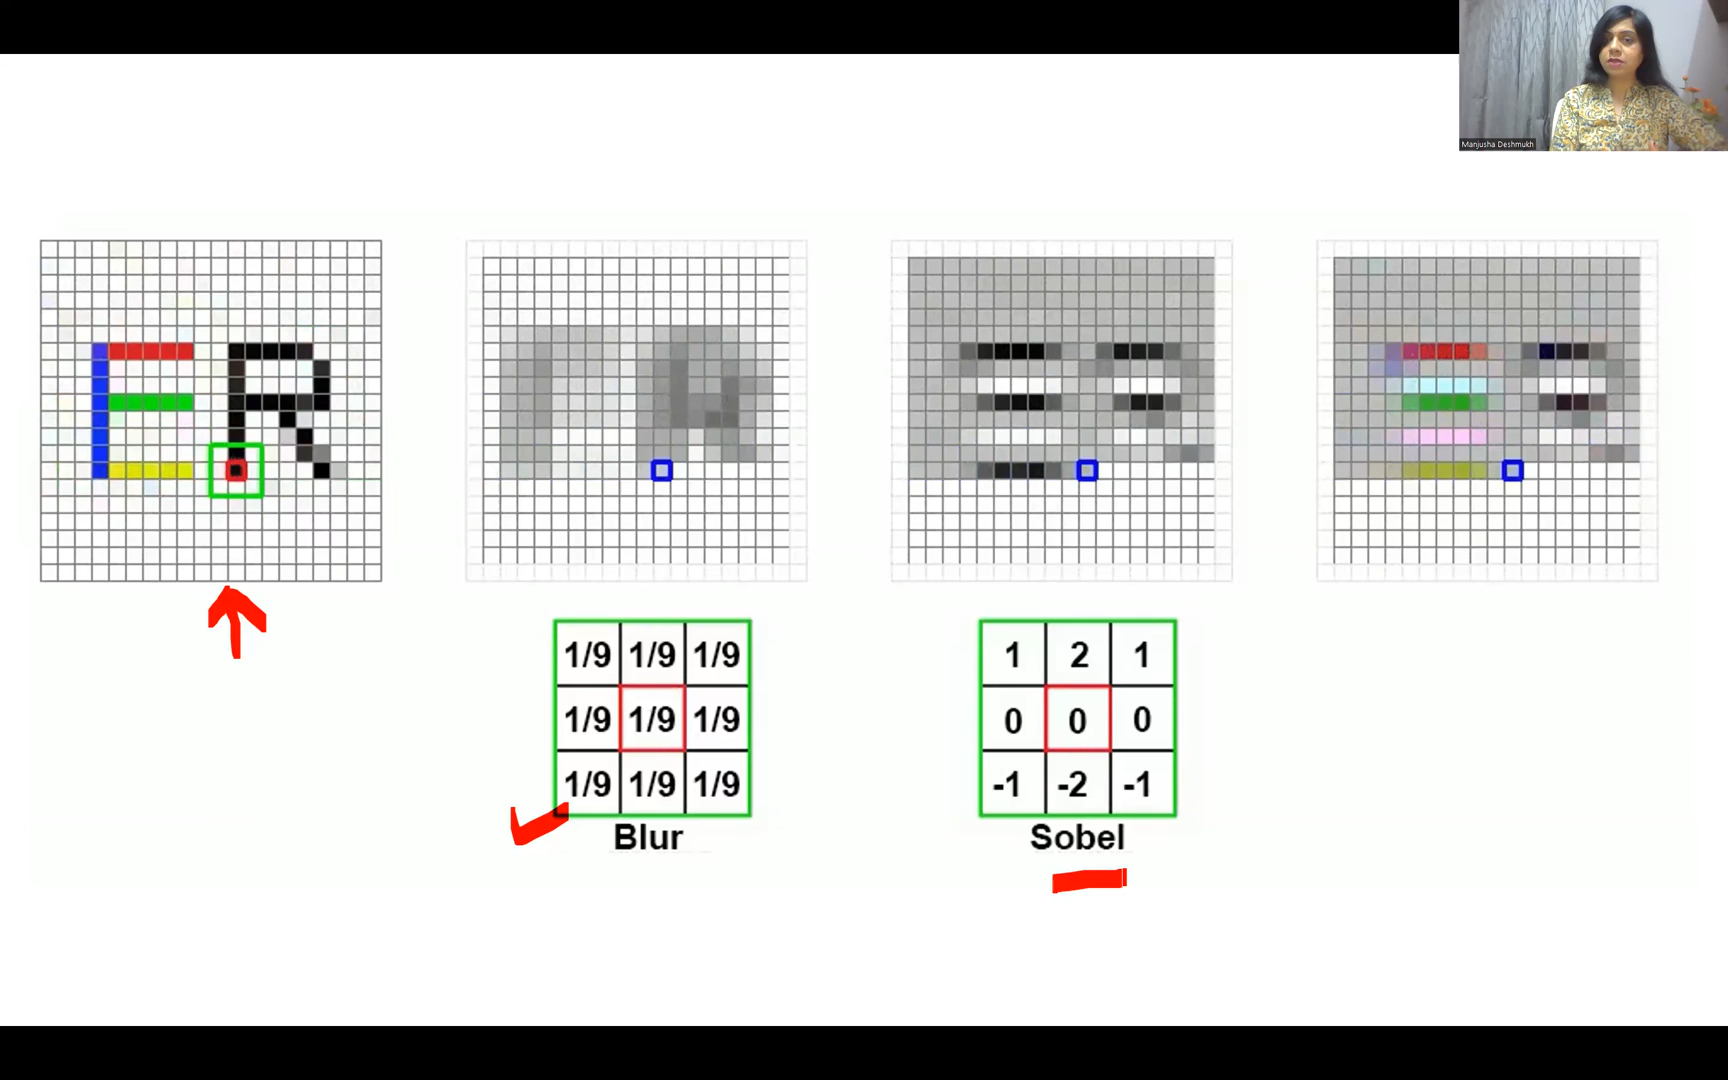 Manjusha Deshmukh
ER
1/9 1/9 1/9
1/9 1/9 1/9
1/9 1/9 1/9
Blur
1 2 1
0 0 0
-1 -2 -1
Sobel